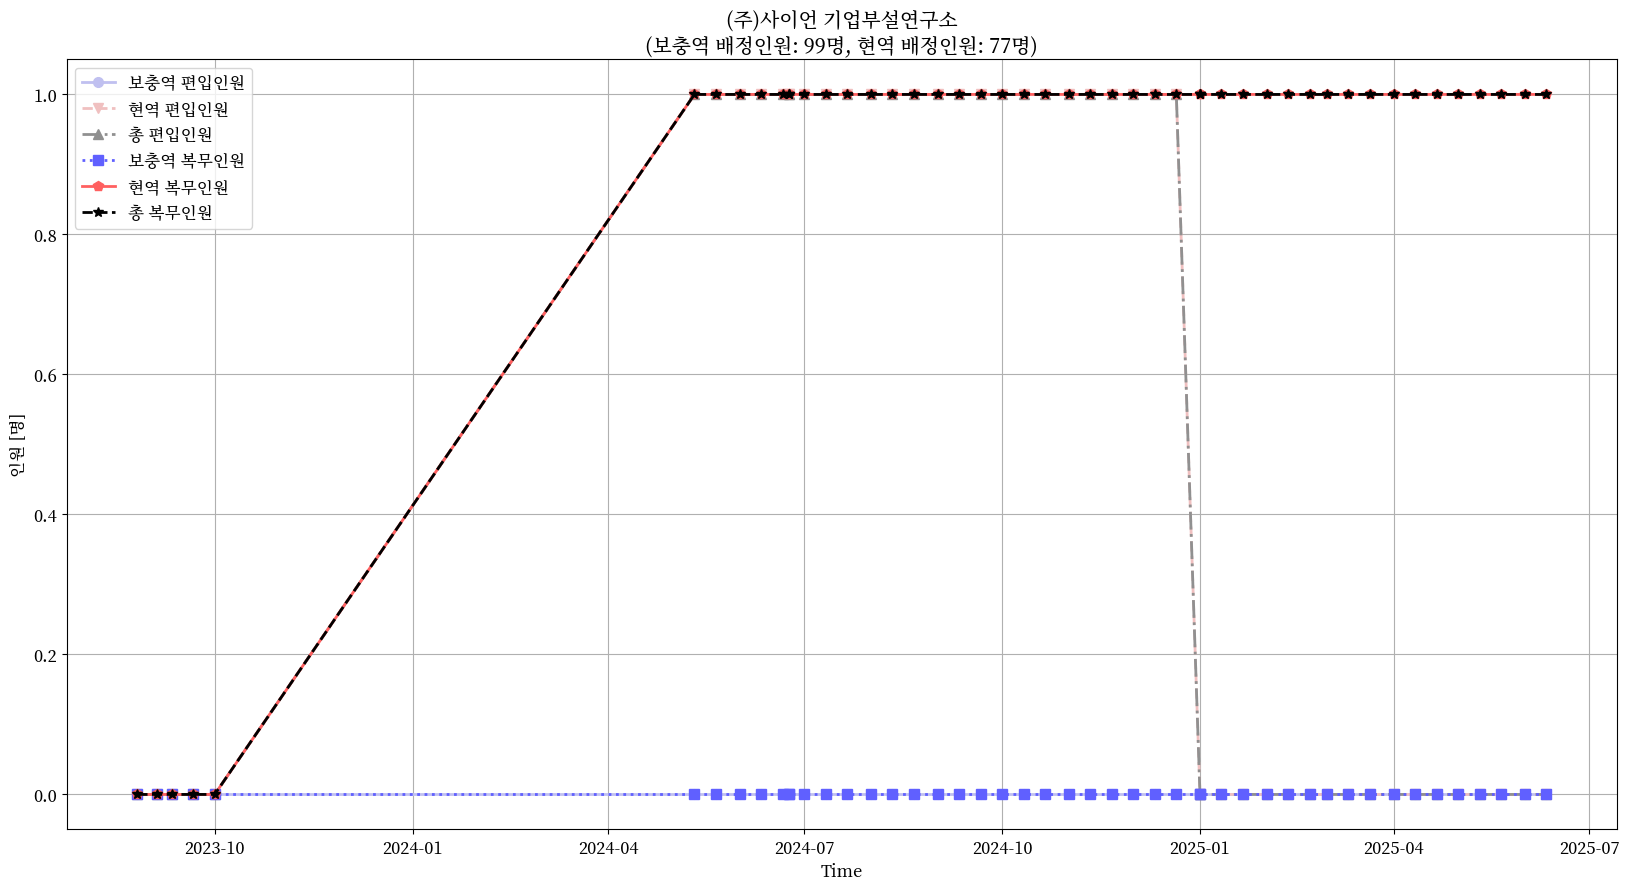 (주)사이언 기업부설연구소
(보충역 배정인원: 99명, 현역 배정인원: 77명)
보충역 편입인원
현역 편입인원
총 편입인원
보충역 복무인원
현역 복무인원
총 복무인원
1.0
0.8
0.6
0.4
0.2
0.0
인원 [명]
2023-10
2024-01
2024-04
2024-07
2024-10
2025-01
2025-04
2025-07
Time